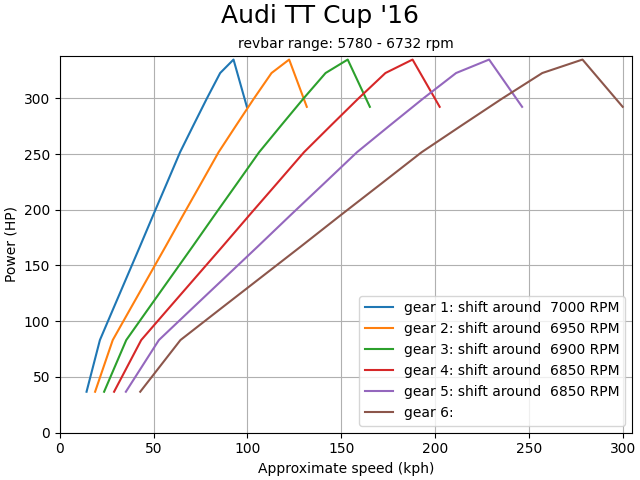 Audi TT Cup '16
revbar range: 5780 - 6732 rpm
300
250
200
150
100
50
0
Power (HP)
gear 1: shift around  7000 RPM
gear 2: shift around  6950 RPM
gear 3: shift around  6900 RPM
gear 4: shift around  6850 RPM
gear 5: shift around  6850 RPM
gear 6:
0 50 100 150 200 250 300
Approximate speed (kph)